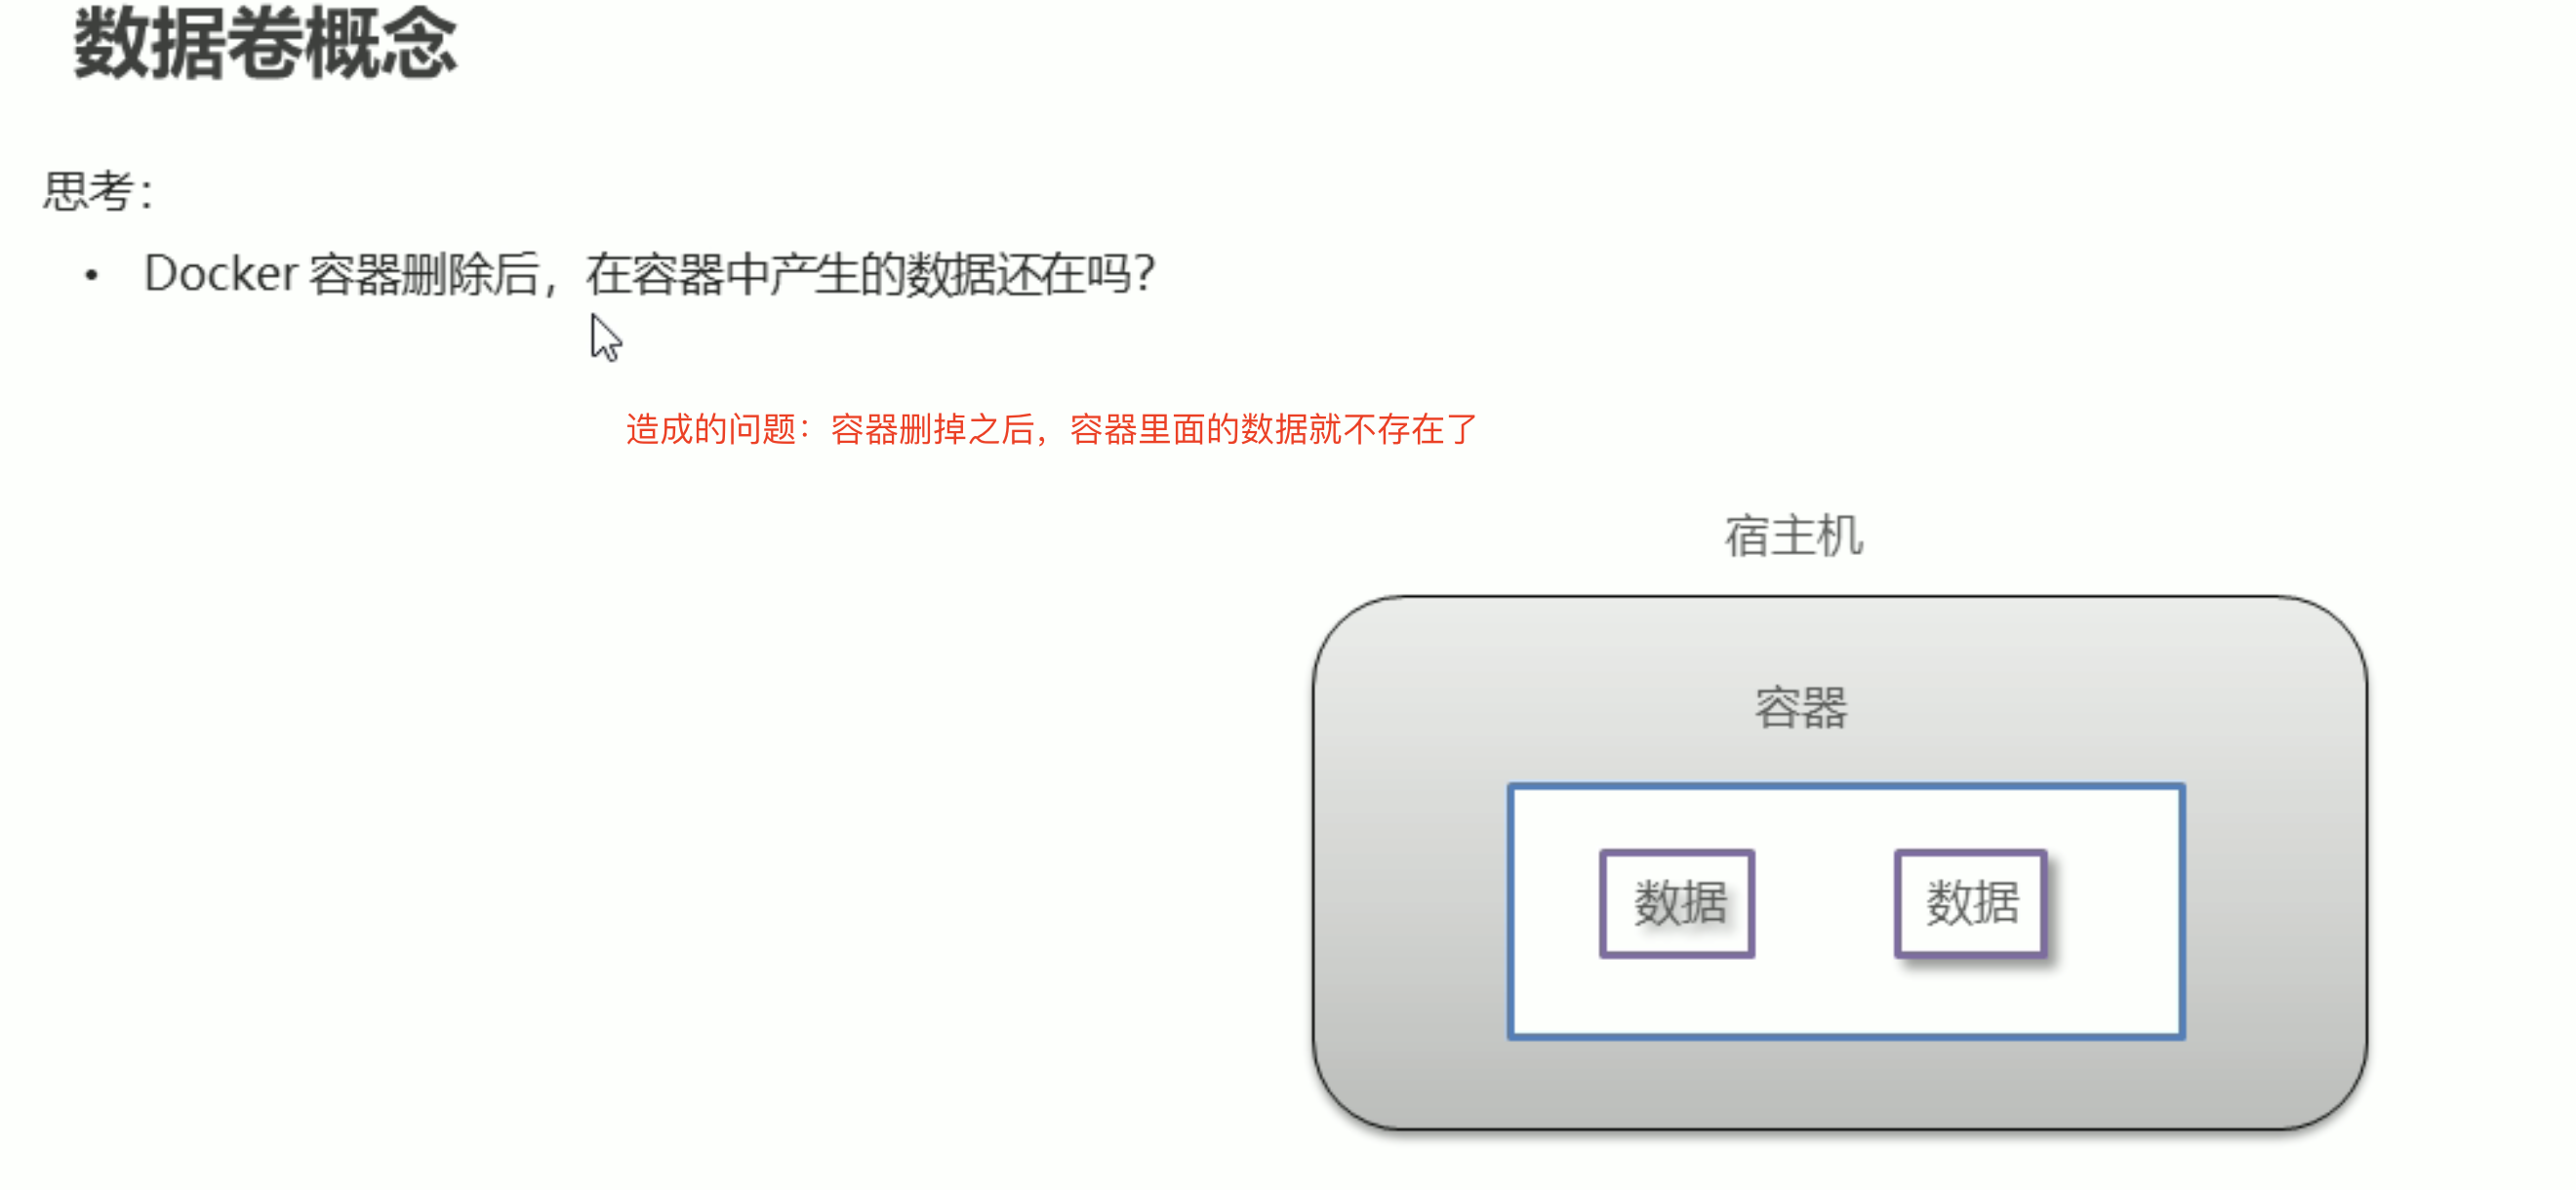 数据卷概念
思考：
• Docker 容器删除后，在容器中产生的数据还在吗？
造成的问题：容器删掉之后，容器里面的数据就不存在了
宿主机
容器
数据
数据